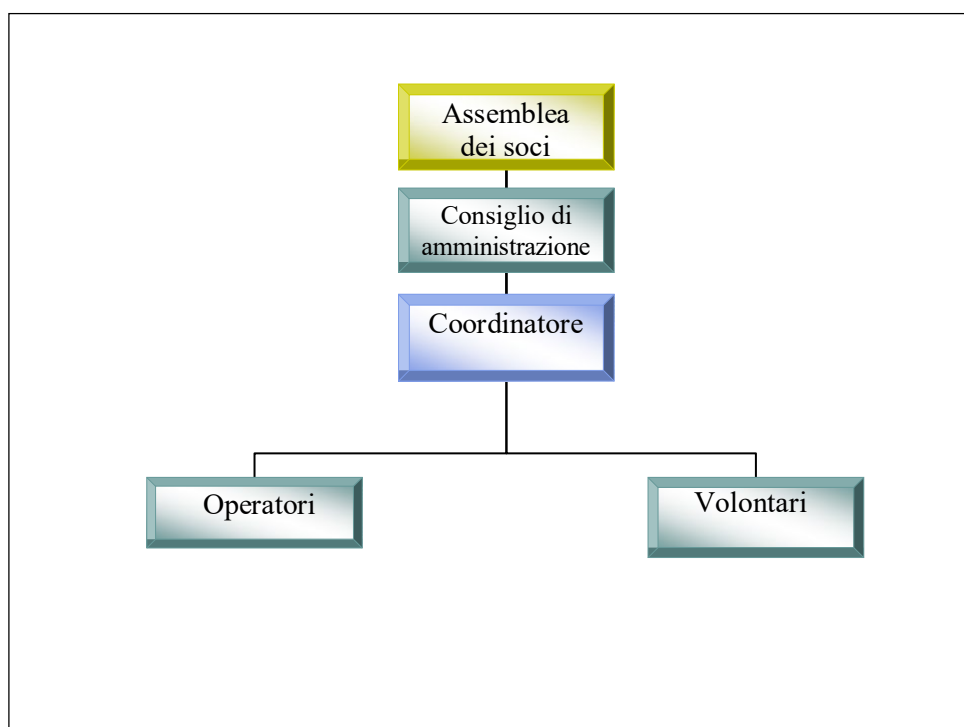 Assemblea
dei soci
Consiglio di
amministrazione
Coordinatore
Operatori
Volontari